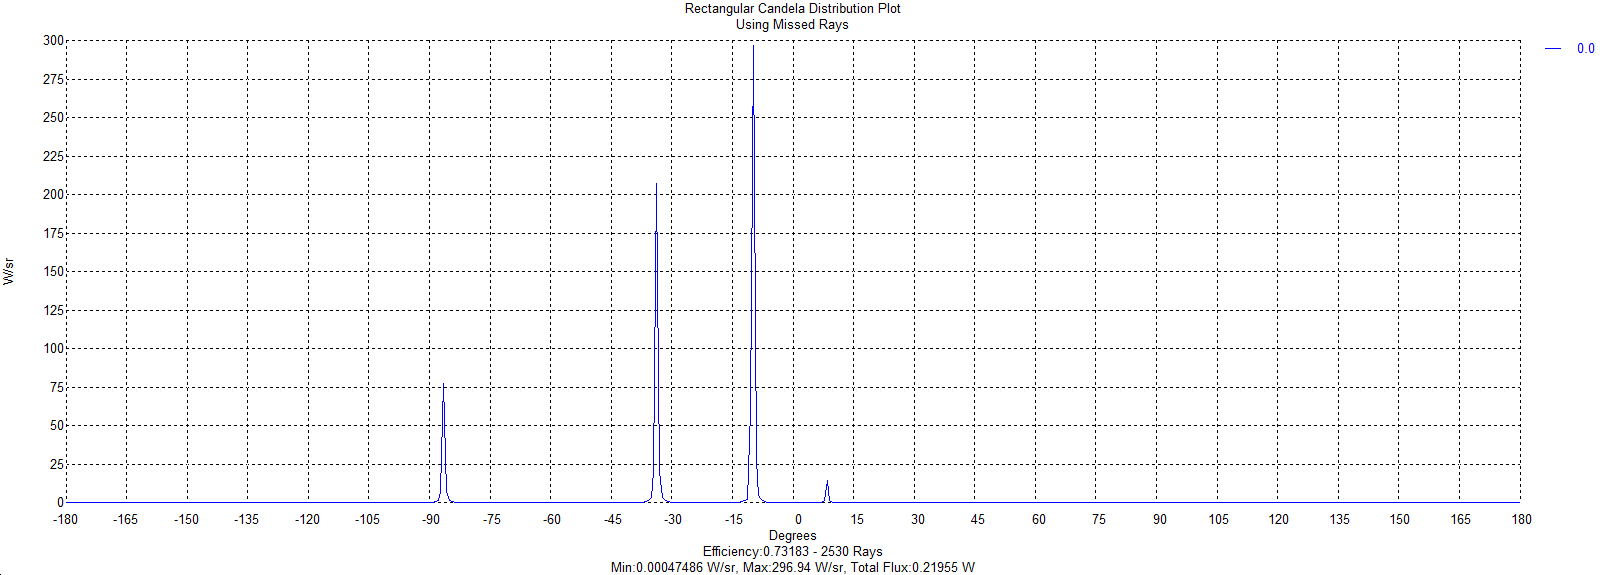 Rectangular Candela Distribution Plot
Using Missed Rays
0.0
300
275
250
225
200
175
150
125
100
75
50
25
0
W/sr
-180 -165 -150 -135 -120 -105 -90 -75 -60 -45 -30 -15 0 15 30 45 60 75 90 105 120 135 150 165 180
Degrees
Efficiency:0.73183 - 2530 Rays
Min:0.00047486 W/sr, Max:296.94 W/sr, Total Flux:0.21955 W